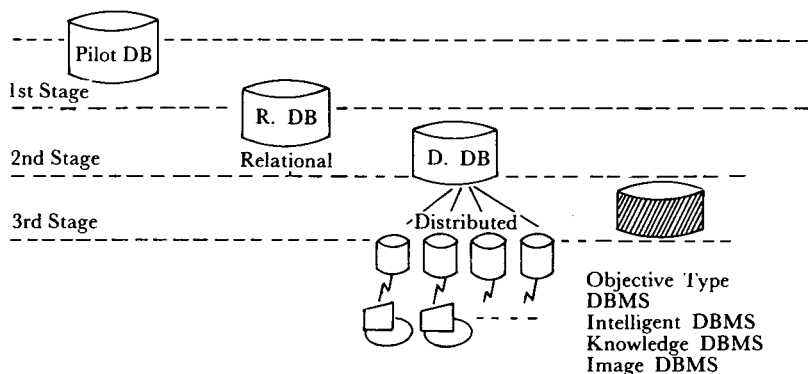 Pilot DB
1st Stage
R. DB
Relational
D. DB
2nd Stage
3rd Stage
Distributed
Objective Type
DBMS
Intelligent DBMS
Knowledge DBMS
Image DBMS